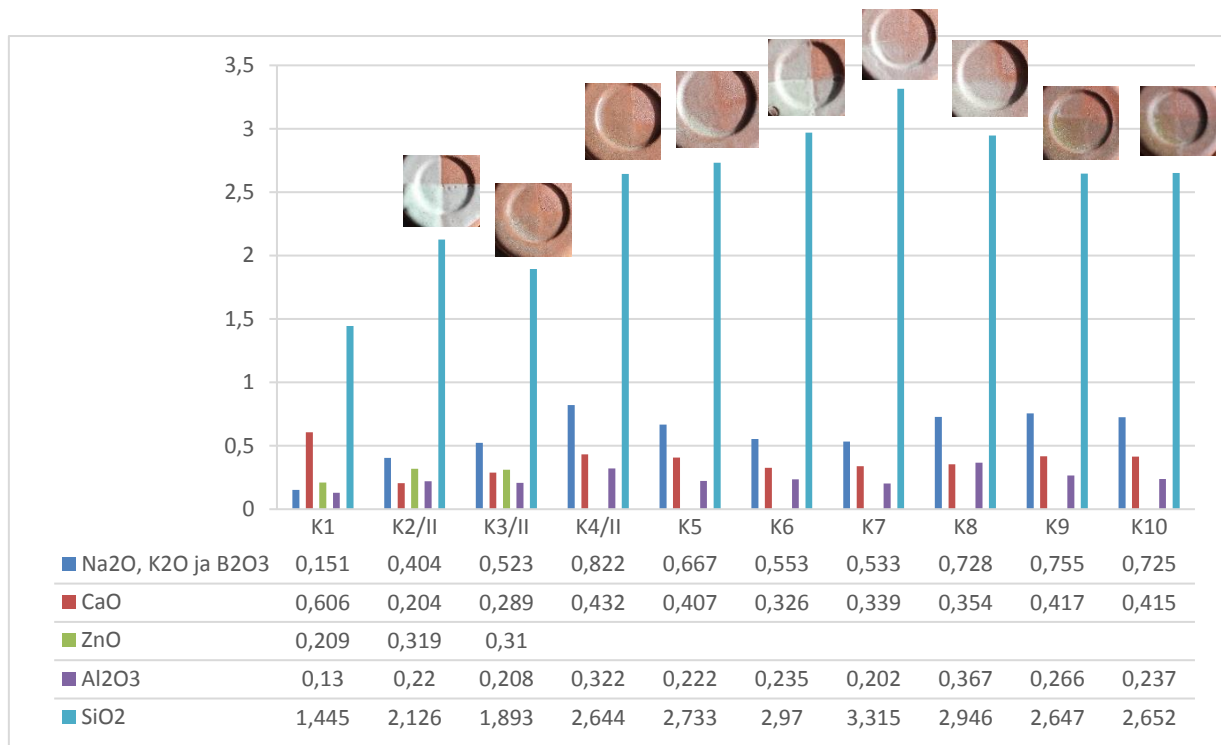 3,5
3
2,5
2
1,5
1
0,5
0
K1 K2/II K3/II K4/II K5 K6 K7 K8 K9 K10
Na2O, K2O ja B2O3 0,151 0,404 0,523 0,822 0,667 0,553 0,533 0,728 0,755 0,725
CaO 0,606 0,204 0,289 0,432 0,407 0,326 0,339 0,354 0,417 0,415
ZnO 0,209 0,319 0,31
Al2O3 0,13 0,22 0,208 0,322 0,222 0,235 0,202 0,367 0,266 0,237
SiO2 1,445 2,126 1,893 2,644 2,733 2,97 3,315 2,946 2,647 2,652